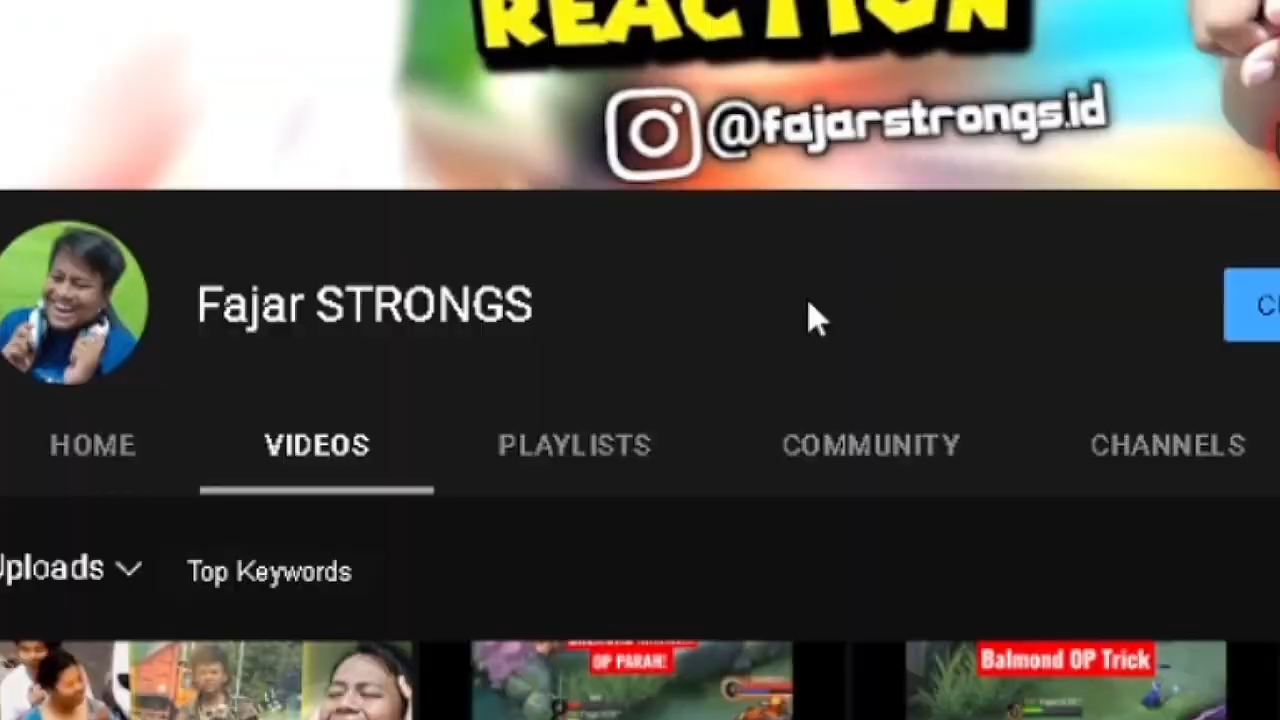 REACTION
@fajarstrongs.id
Fajar STRONGS
HOME
VIDEOS
PLAYLISTS
COMMUNITY
CHANNELS
Uploads
Top Keywords
OP PARAH!
Balmond OP Trick